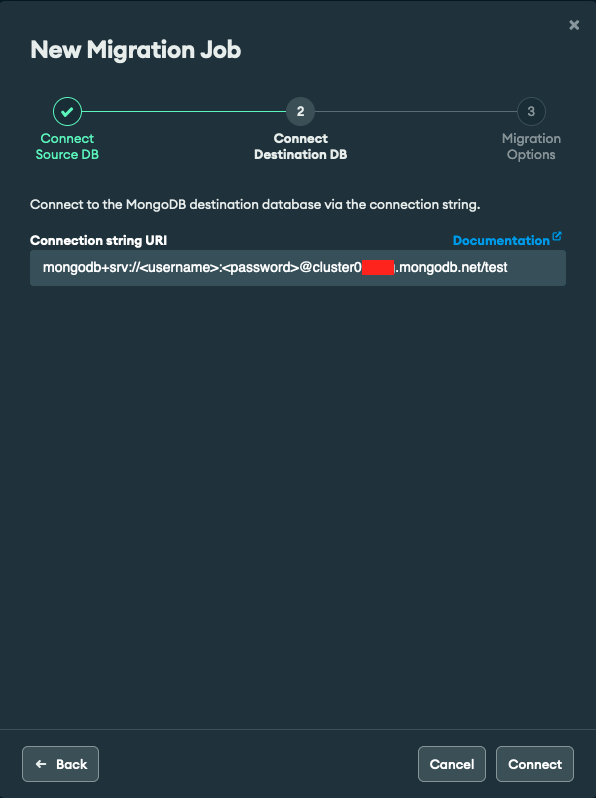 New Migration Job
Connect
Source DB
2
Connect
Destination DB
3
Migration
Options
Connect to the MongoDB destination database via the connection string.
Connection string URI
Documentation
mongodb+srv://<username>:<password>@cluster0 .mongodb.net/test
← Back
Cancel
Connect